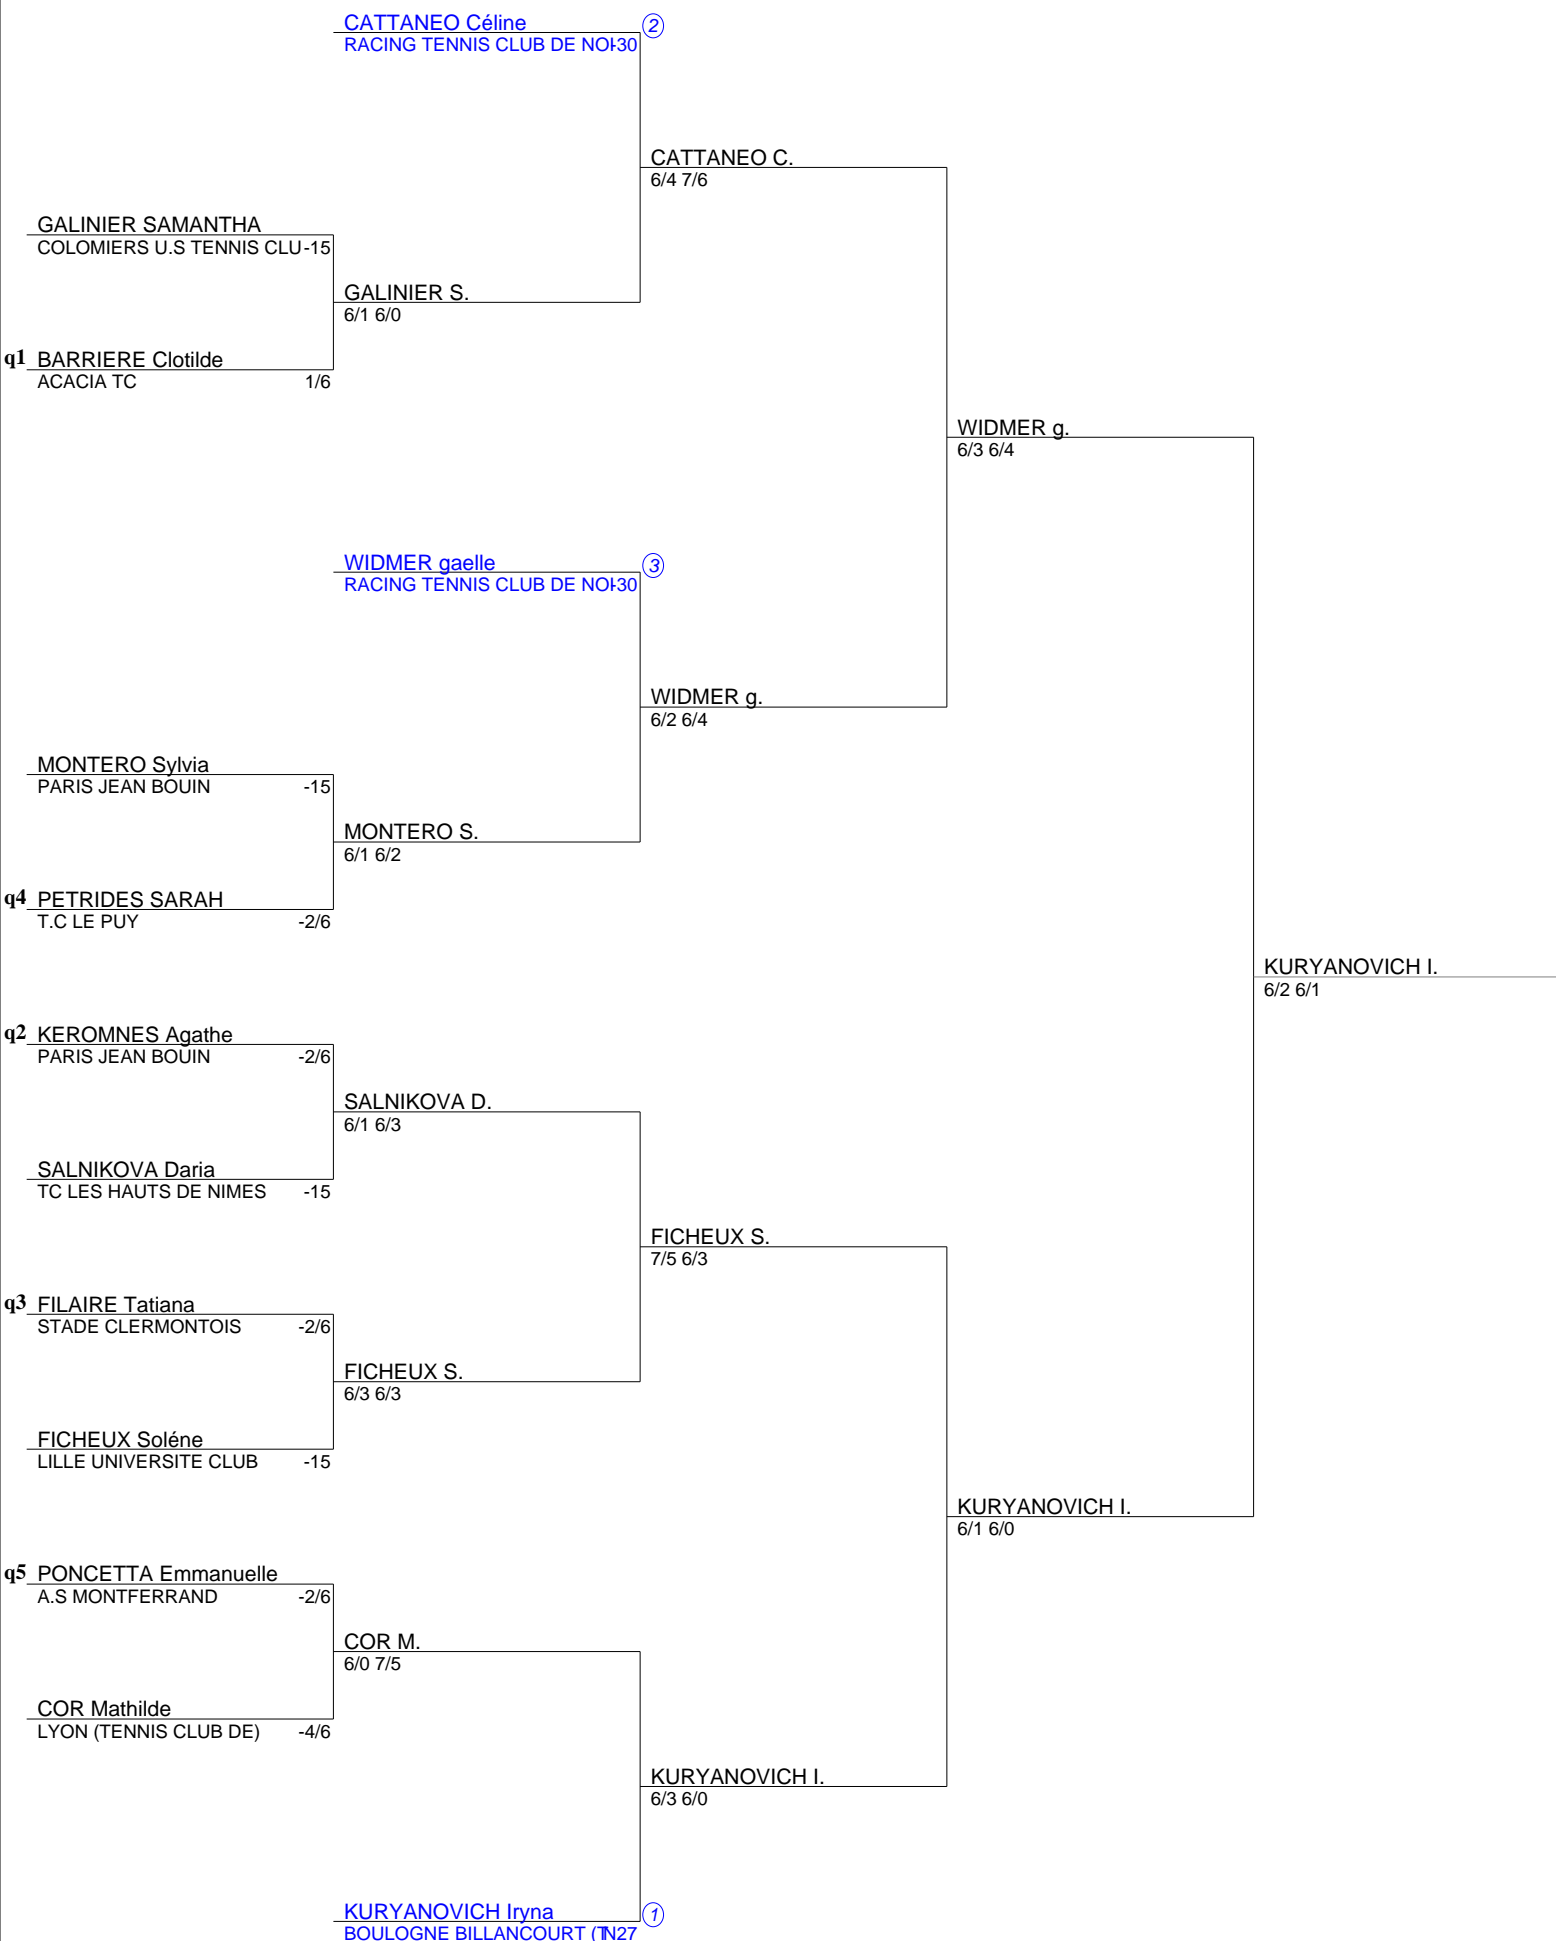 CATTANEO Céline 2
RACING TENNIS CLUB DE NOI -30
CATTANEO C.
6/4 7/6
GALINIER SAMANTHA
COLOMIERS U.S TENNIS CLU -15
GALINIER S.
6/1 6/0
q1 BARRIERE Clotilde
ACACIA TC 1/6
WIDMER g.
6/3 6/4
WIDMER gaelle 3
RACING TENNIS CLUB DE NOI -30
WIDMER g.
6/2 6/4
MONTERO Sylvia
PARIS JEAN BOUIN -15
MONTERO S.
6/1 6/2
q4 PETRIDES SARAH
T.C LE PUY -2/6
KURYANOVICH I.
6/2 6/1
q2 KEROMNES Agathe
PARIS JEAN BOUIN -2/6
SALNIKOVA D.
6/1 6/3
SALNIKOVA Daria
TC LES HAUTS DE NIMES -15
FICHEUX S.
7/5 6/3
q3 FILAIRE Tatiana
STADE CLERMONTOIS -2/6
FICHEUX S.
6/3 6/3
FICHEUX Soléne
LILLE UNIVERSITE CLUB -15
KURYANOVICH I.
6/1 6/0
q5 PONCETTA Emmanuelle
A.S MONTFERRAND -2/6
COR M.
6/0 7/5
COR Mathilde
LYON (TENNIS CLUB DE) -4/6
KURYANOVICH I.
6/3 6/0
KURYANOVICH Iryna 1
BOULOGNE BILLANCOURT (T N27